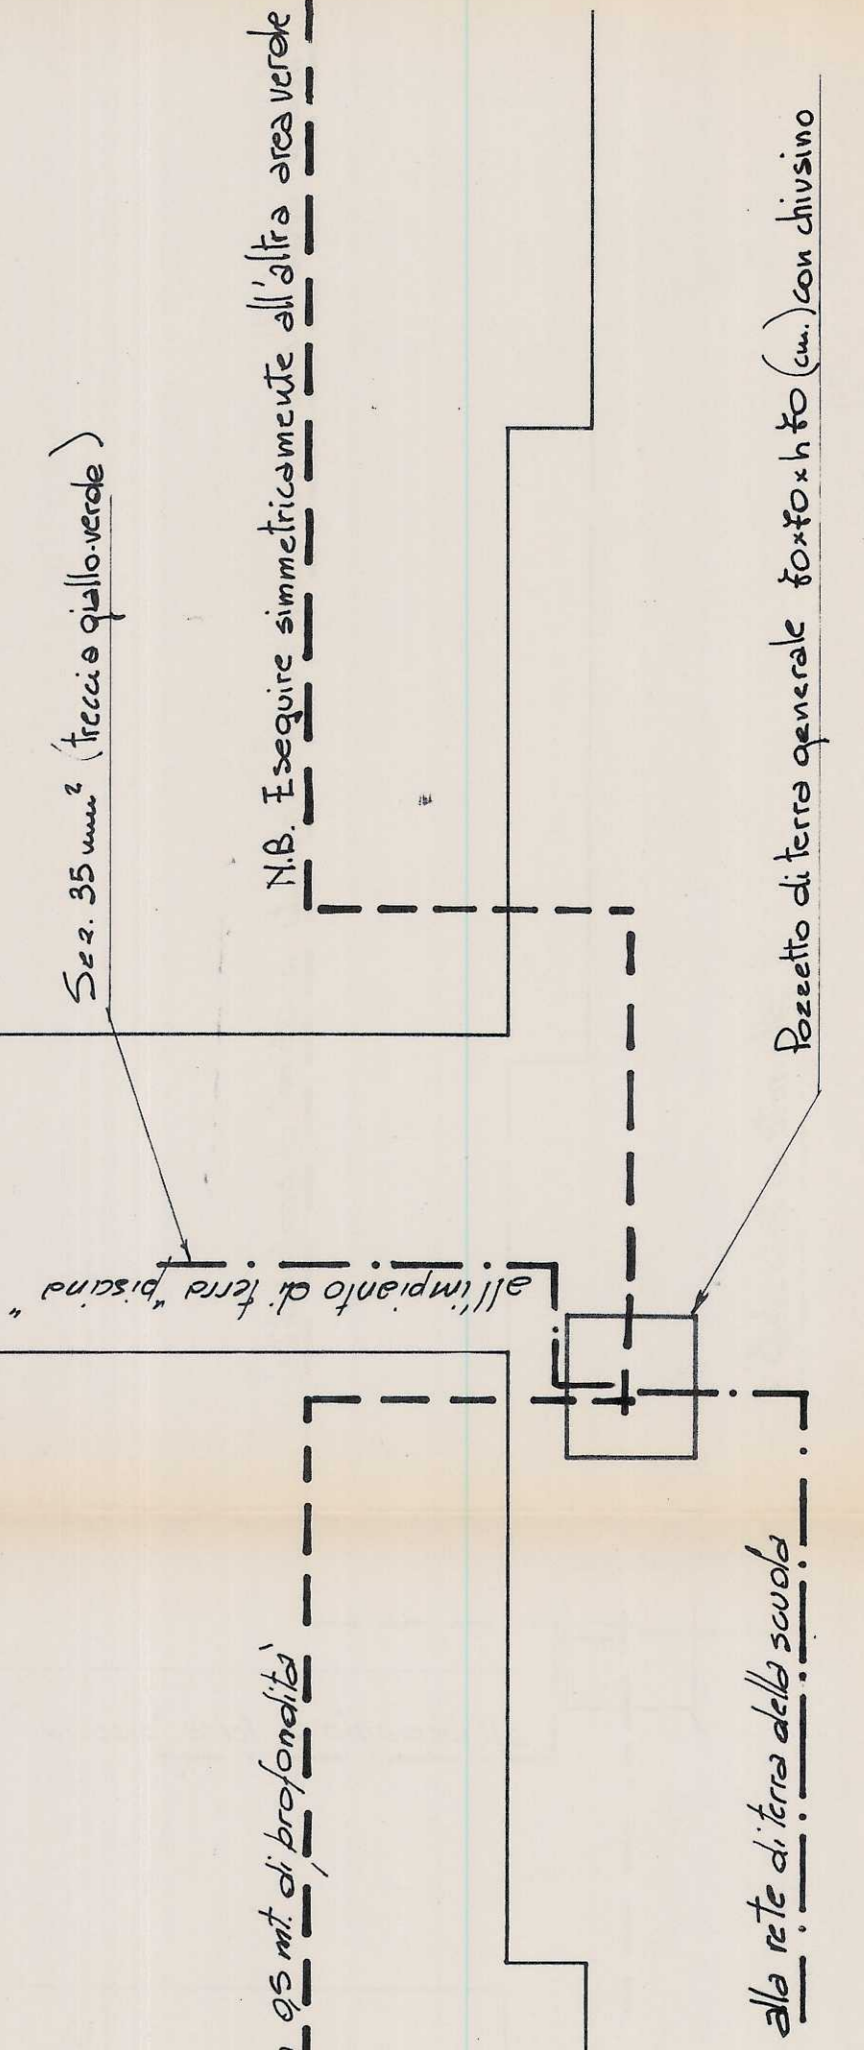 Sez. 35 mm² (treccia giallo-verde)
N.B. Eseguire simmetricamente all'altra area verde
Pozzetto di terra generale 70x70xh70 (cm.) con chiusino
all'impianto di terra "piscina"
0,5 mt. di profondità
alla rete di terra della scuola